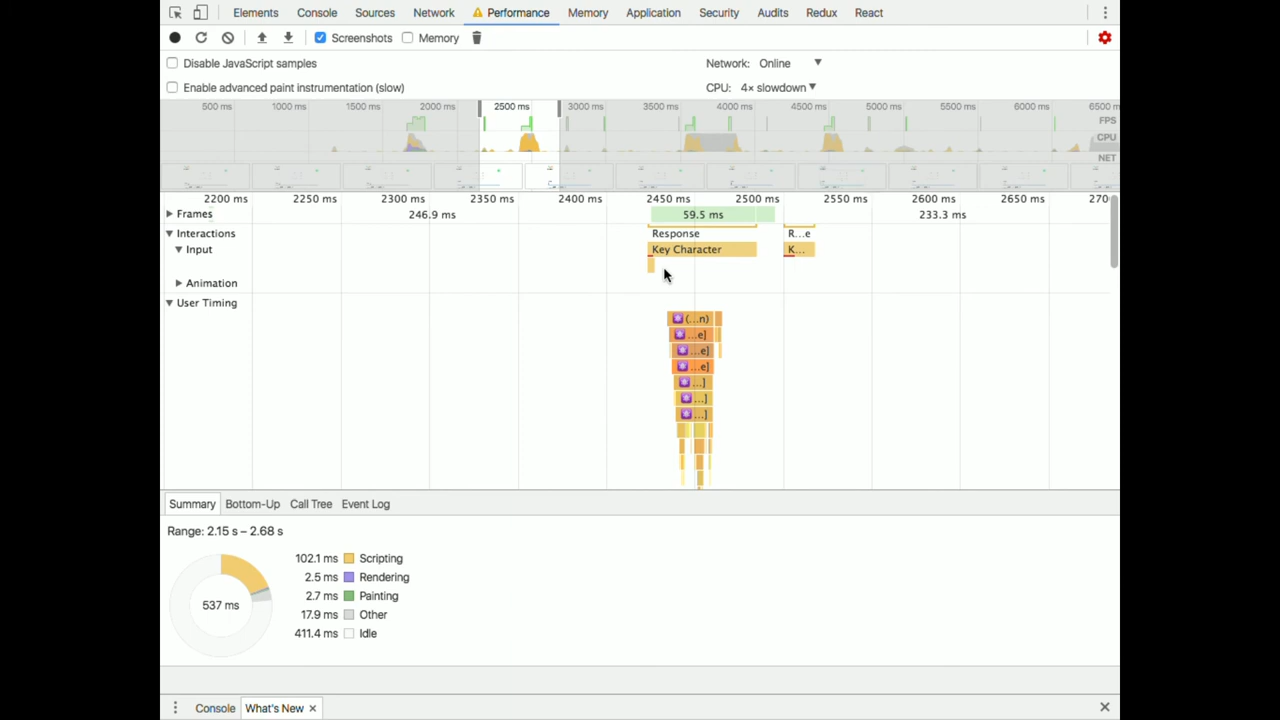 Elements Console Sources Network Performance Memory Application Security Audits Redux React
Screenshots Memory
Disable JavaScript samples Network: Online
Enable advanced paint instrumentation (slow) CPU: 4× slowdown
500 ms 1000 ms 1500 ms 2000 ms 2500 ms 3000 ms 3500 ms 4000 ms 4500 ms 5000 ms 5500 ms 6000 ms 6500 m
FPS
CPU
NET
2200 ms 2250 ms 2300 ms 2350 ms 2400 ms 2450 ms 2500 ms 2550 ms 2600 ms 2650 ms 270
Frames 246.9 ms 59.5 ms 233.3 ms
Interactions Response R...e
Input Key Character K...
Animation
User Timing
(...n)
...e]
...e]
...e]
...]
...]
...]
Summary Bottom-Up Call Tree Event Log
Range: 2.15 s – 2.68 s
102.1 ms Scripting
2.5 ms Rendering
537 ms 2.7 ms Painting
17.9 ms Other
411.4 ms Idle
Console What's New ×